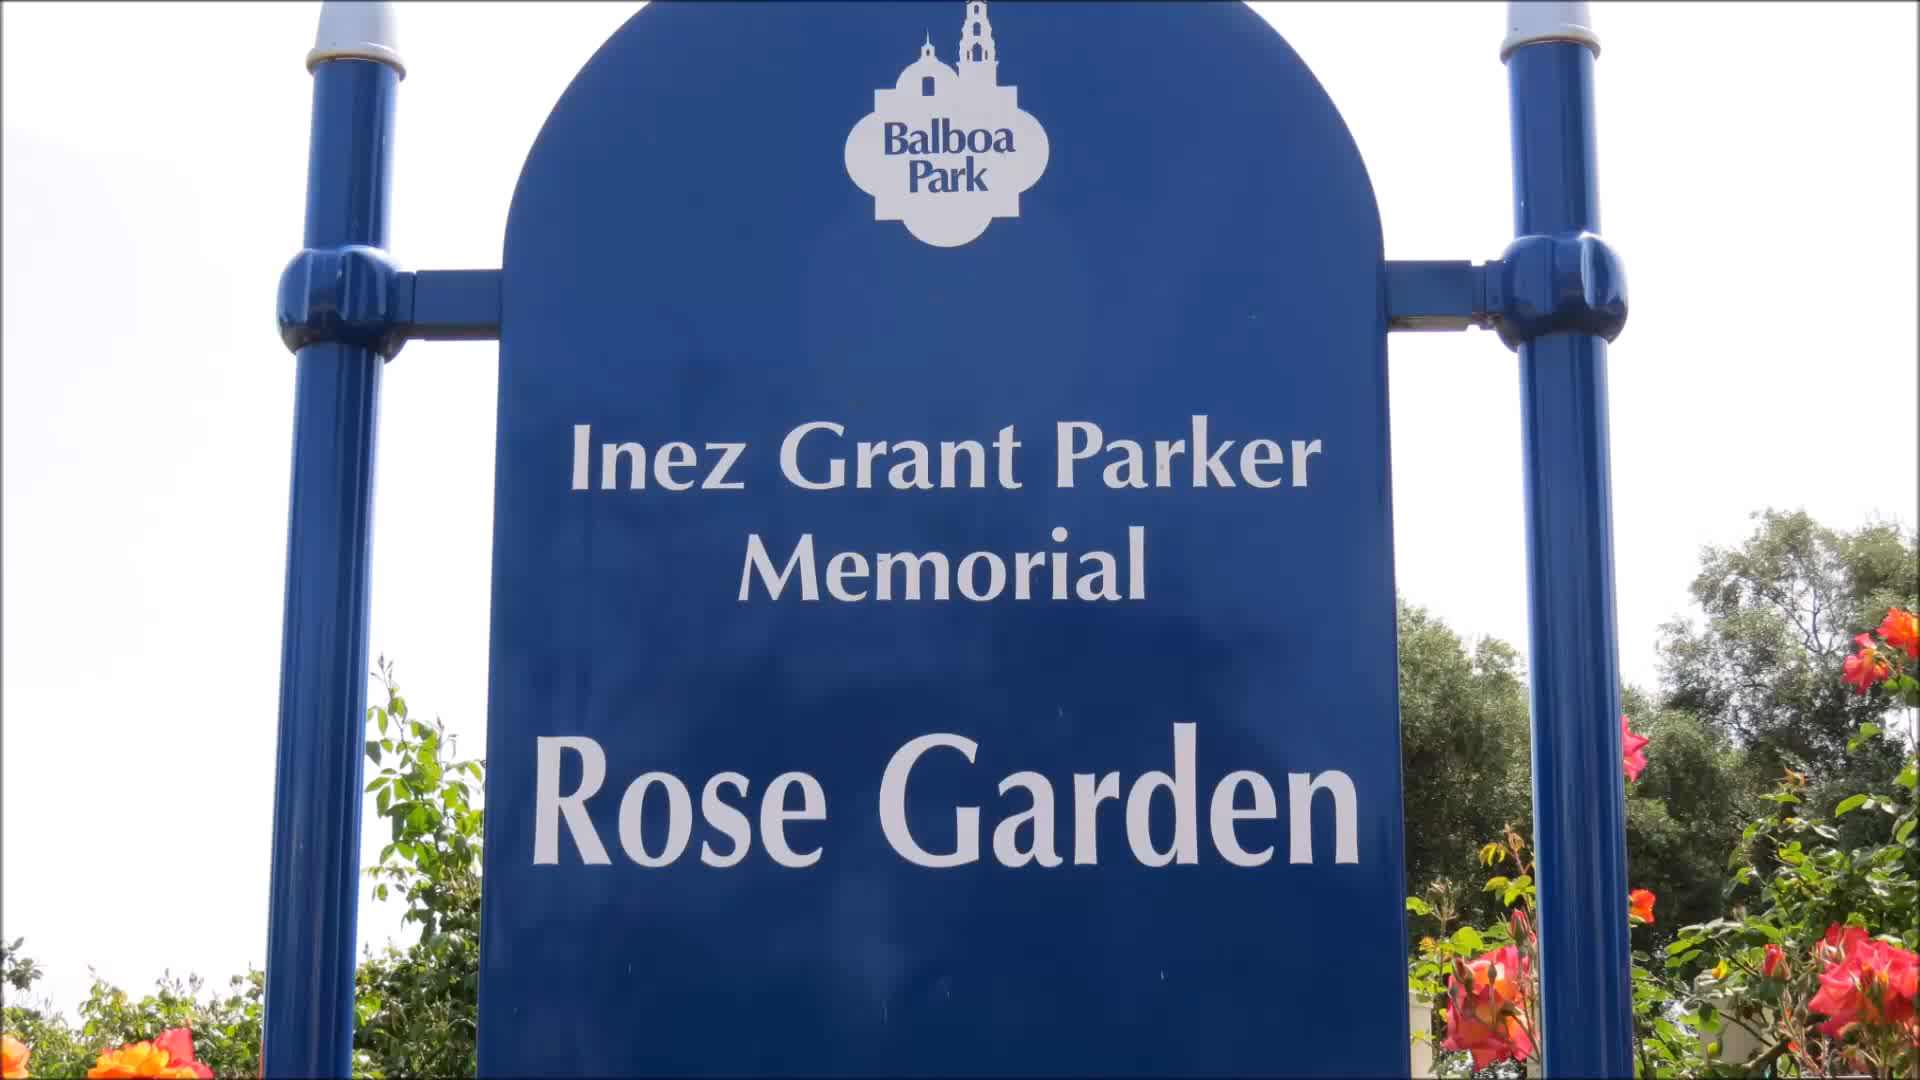 Balboa
Park
Inez Grant Parker
Memorial
Rose Garden